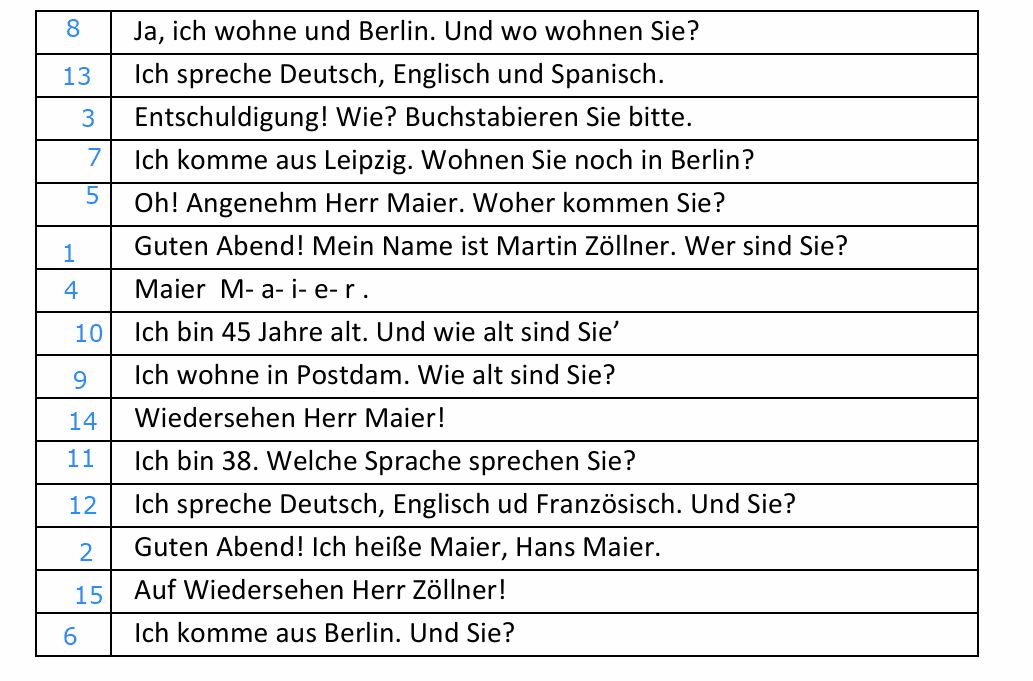 8 Ja, ich wohne und Berlin. Und wo wohnen Sie?
13 Ich spreche Deutsch, Englisch und Spanisch.
3 Entschuldigung! Wie? Buchstabieren Sie bitte.
7 Ich komme aus Leipzig. Wohnen Sie noch in Berlin?
5 Oh! Angenehm Herr Maier. Woher kommen Sie?
1 Guten Abend! Mein Name ist Martin Zöllner. Wer sind Sie?
4 Maier M- a- i- e- r .
10 Ich bin 45 Jahre alt. Und wie alt sind Sie’
9 Ich wohne in Postdam. Wie alt sind Sie?
14 Wiedersehen Herr Maier!
11 Ich bin 38. Welche Sprache sprechen Sie?
12 Ich spreche Deutsch, Englisch ud Französisch. Und Sie?
2 Guten Abend! Ich heiße Maier, Hans Maier.
15 Auf Wiedersehen Herr Zöllner!
6 Ich komme aus Berlin. Und Sie?